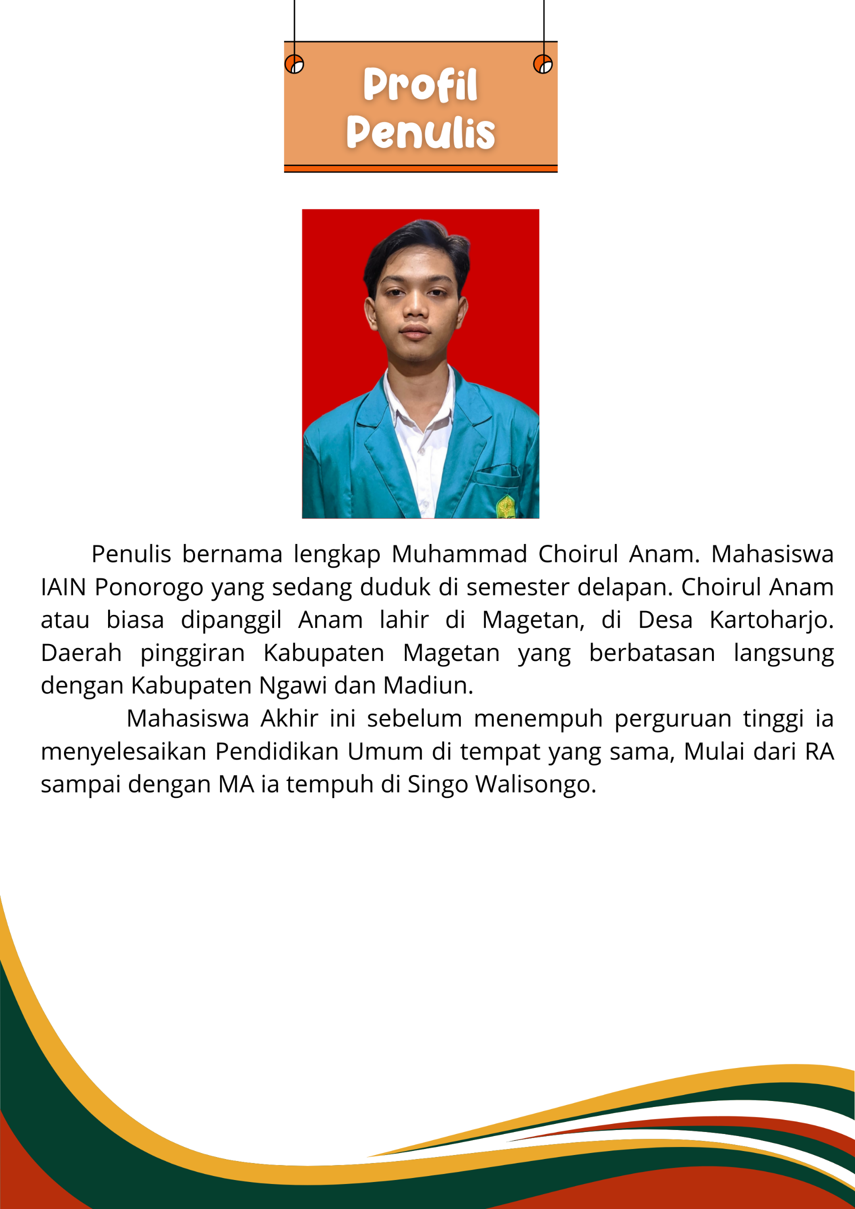 Profil
Penulis
Penulis bernama lengkap Muhammad Choirul Anam. Mahasiswa
IAIN Ponorogo yang sedang duduk di semester delapan. Choirul Anam
atau biasa dipanggil Anam lahir di Magetan, di Desa Kartoharjo.
Daerah pinggiran Kabupaten Magetan yang berbatasan langsung
dengan Kabupaten Ngawi dan Madiun.
Mahasiswa Akhir ini sebelum menempuh perguruan tinggi ia
menyelesaikan Pendidikan Umum di tempat yang sama, Mulai dari RA
sampai dengan MA ia tempuh di Singo Walisongo.